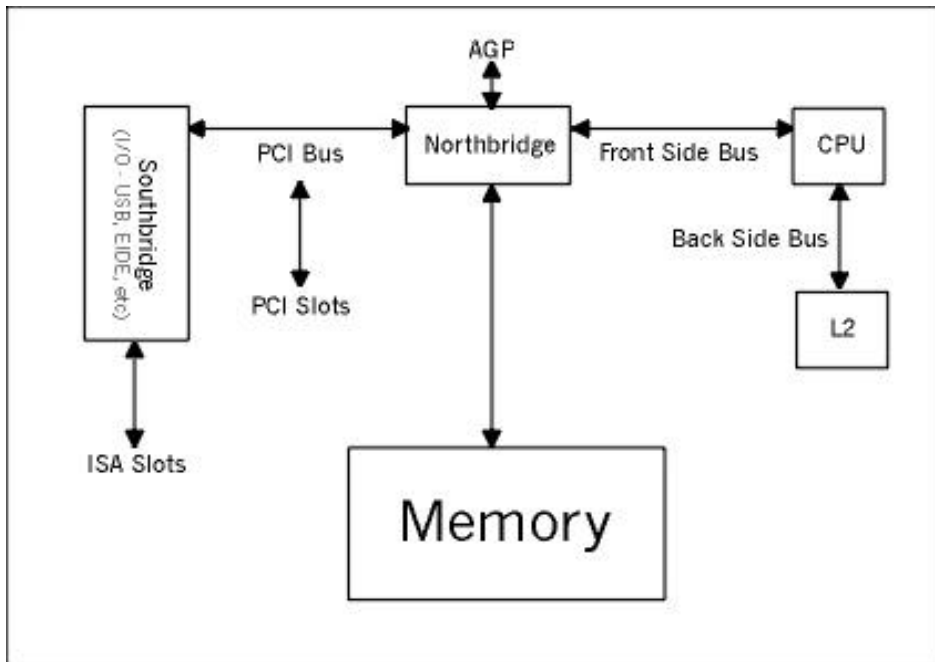 AGP
Southbridge
(I/O - USB, EIDE, etc)
PCI Bus
Northbridge
Front Side Bus
CPU
Back Side Bus
PCI Slots
L2
ISA Slots
Memory